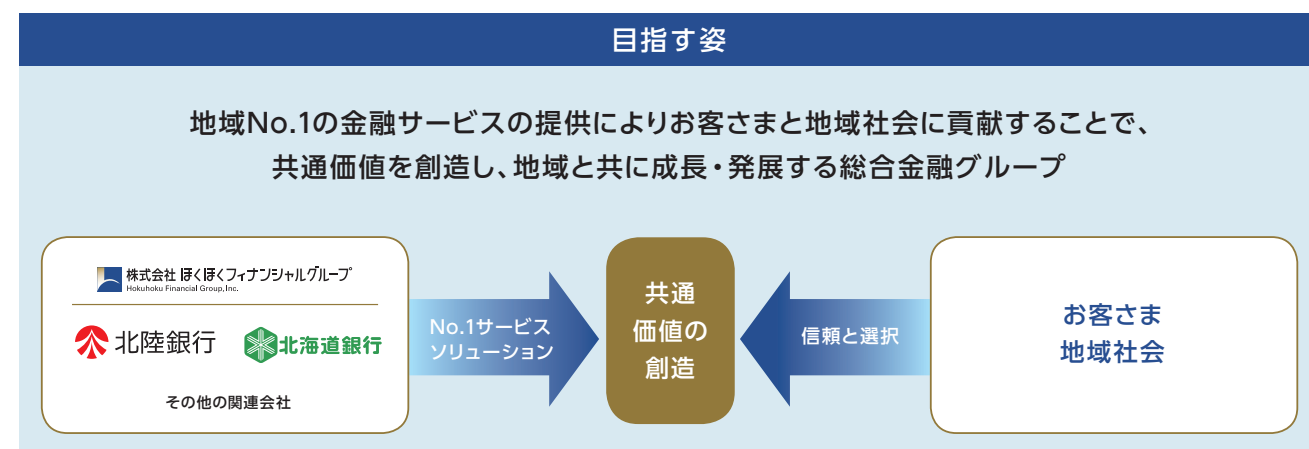 目指す姿
地域No.1の金融サービスの提供によりお客さまと地域社会に貢献することで、
共通価値を創造し、地域と共に成長・発展する総合金融グループ
株式会社 ほくほくフィナンシャルグループ
Hokuhoku Financial Group, Inc.
北陸銀行
北海道銀行
その他の関連会社
No.1サービス
ソリューション
共通
価値の
創造
信頼と選択
お客さま
地域社会